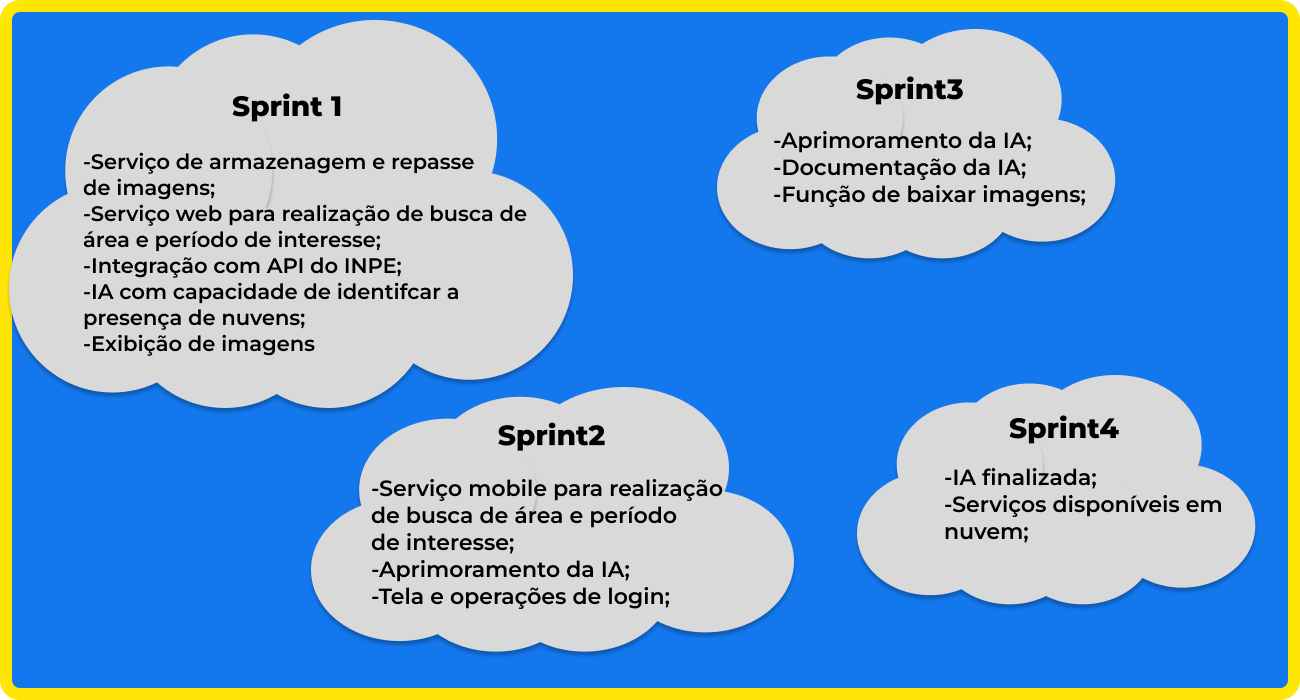 Sprint 1
-Serviço de armazenagem e repasse
de imagens;
-Serviço web para realização de busca de
área e período de interesse;
-Integração com API do INPE;
-IA com capacidade de identifcar a
presença de nuvens;
-Exibição de imagens
Sprint2
-Serviço mobile para realização
de busca de área e período
de interesse;
-Aprimoramento da IA;
-Tela e operações de login;
Sprint3
-Aprimoramento da IA;
-Documentação da IA;
-Função de baixar imagens;
Sprint4
-IA finalizada;
-Serviços disponíveis em
nuvem;